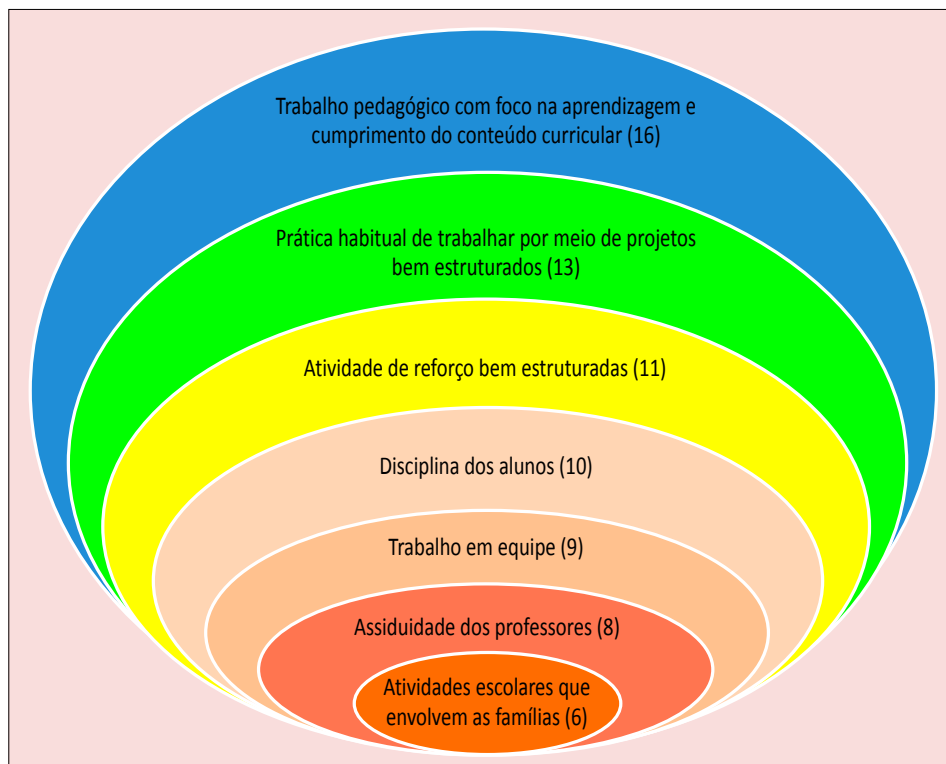 Trabalho pedagógico com foco na aprendizagem e
cumprimento do conteúdo curricular (16)
Prática habitual de trabalhar por meio de projetos
bem estruturados (13)
Atividade de reforço bem estruturadas (11)
Disciplina dos alunos (10)
Trabalho em equipe (9)
Assiduidade dos professores (8)
Atividades escolares que
envolvem as famílias (6)